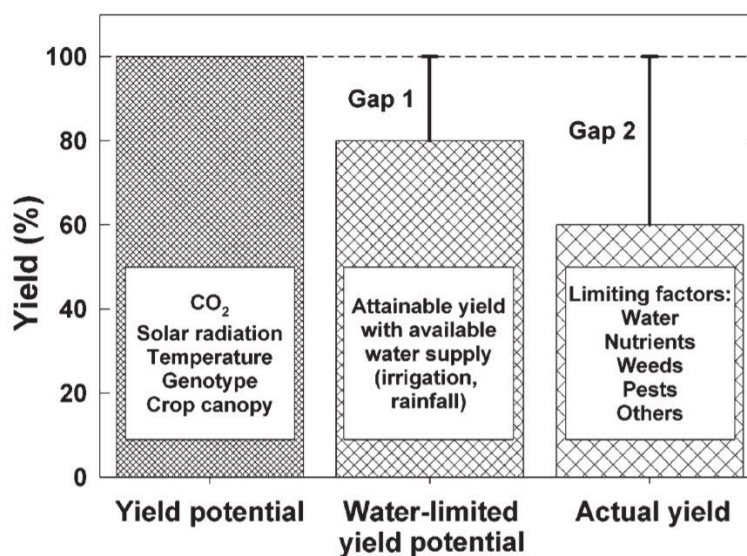 Yield (%)
100
80
60
40
20
0
Gap 1
Gap 2
CO₂
Solar radiation
Temperature
Genotype
Crop canopy
Attainable yield
with available
water supply
(irrigation,
rainfall)
Limiting factors:
Water
Nutrients
Weeds
Pests
Others
Yield potential
Water-limited
yield potential
Actual yield